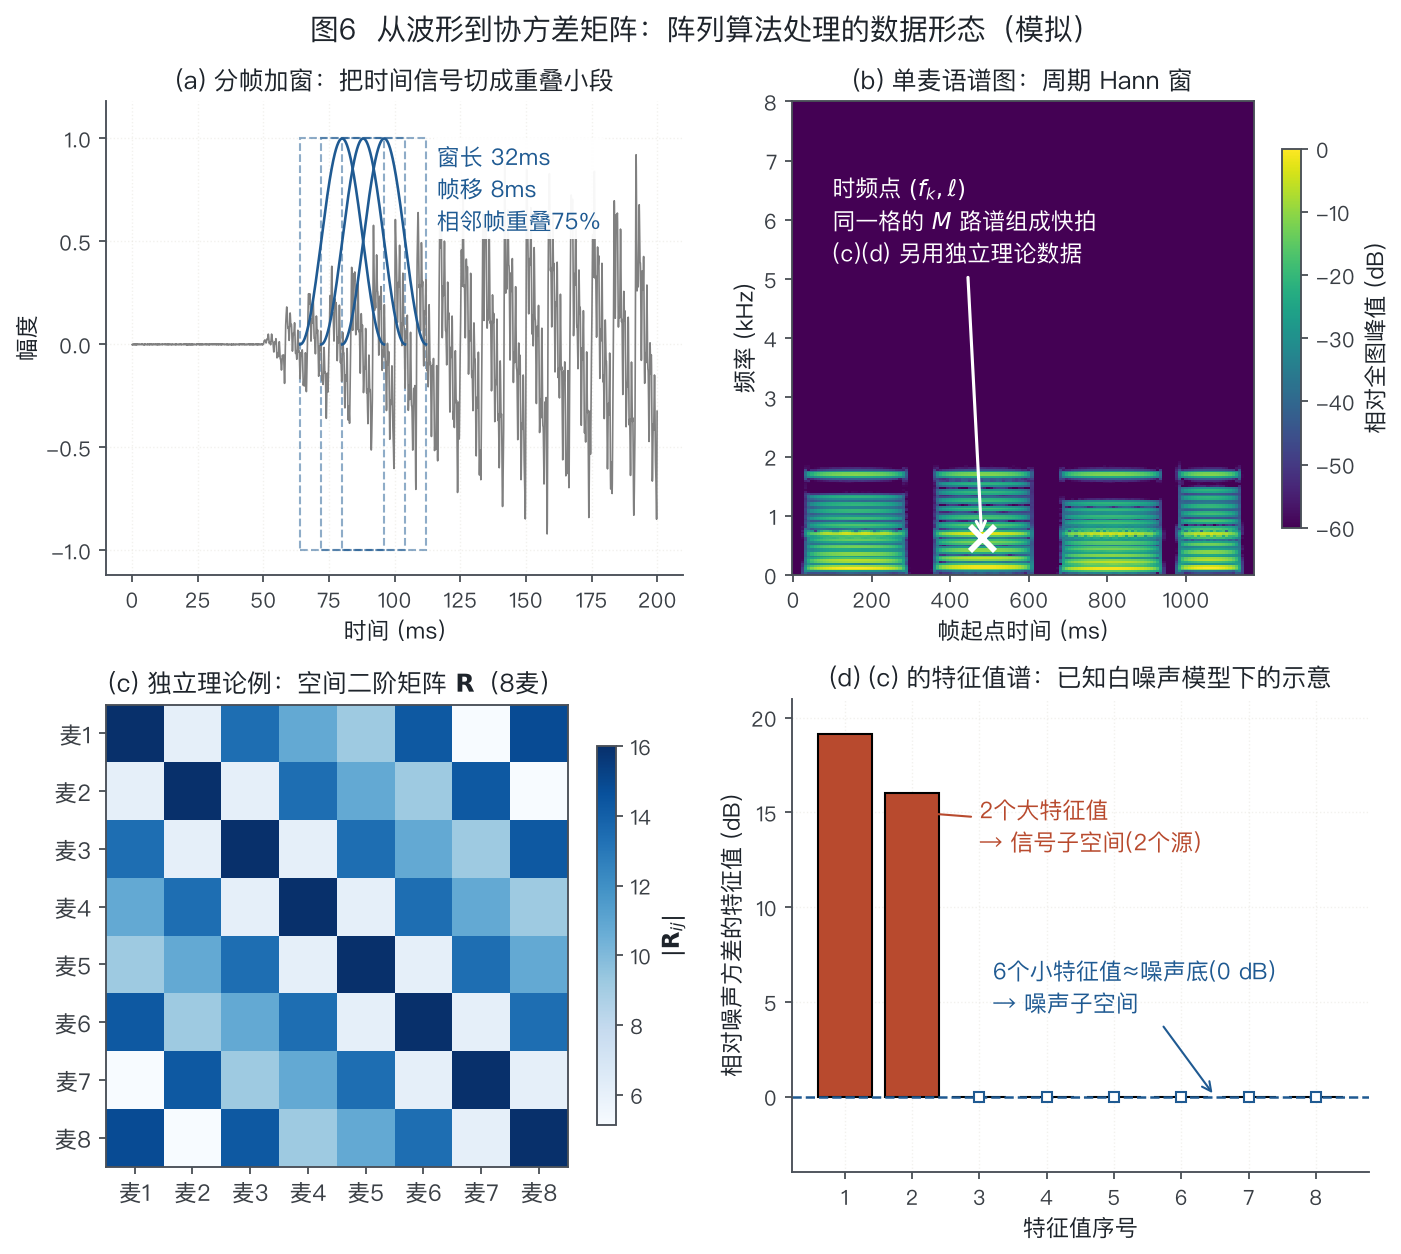 图6 从波形到协方差矩阵：阵列算法处理的数据形态（模拟）
(a) 分帧加窗：把时间信号切成重叠小段
幅度
1.0
0.5
0.0
−0.5
−1.0
窗长 32ms
帧移 8ms
相邻帧重叠75%
0 25 50 75 100 125 150 175 200
时间 (ms)
(b) 单麦语谱图：周期 Hann 窗
频率 (kHz)
8
7
6
5
4
3
2
1
0
时频点 (fₖ, ℓ)
同一格的 M 路谱组成快拍
(c)(d) 另用独立理论数据
0 200 400 600 800 1000
帧起点时间 (ms)
0
−10
−20
−30
−40
−50
−60
相对全图峰值 (dB)
(c) 独立理论例：空间二阶矩阵 R（8麦）
麦1
麦2
麦3
麦4
麦5
麦6
麦7
麦8
麦1 麦2 麦3 麦4 麦5 麦6 麦7 麦8
16
14
12
10
8
6
|Rᵢⱼ|
(d) (c) 的特征值谱：已知白噪声模型下的示意
相对噪声方差的特征值 (dB)
20
15
10
5
0
2个大特征值
→ 信号子空间(2个源)
6个小特征值≈噪声底(0 dB)
→ 噪声子空间
1 2 3 4 5 6 7 8
特征值序号